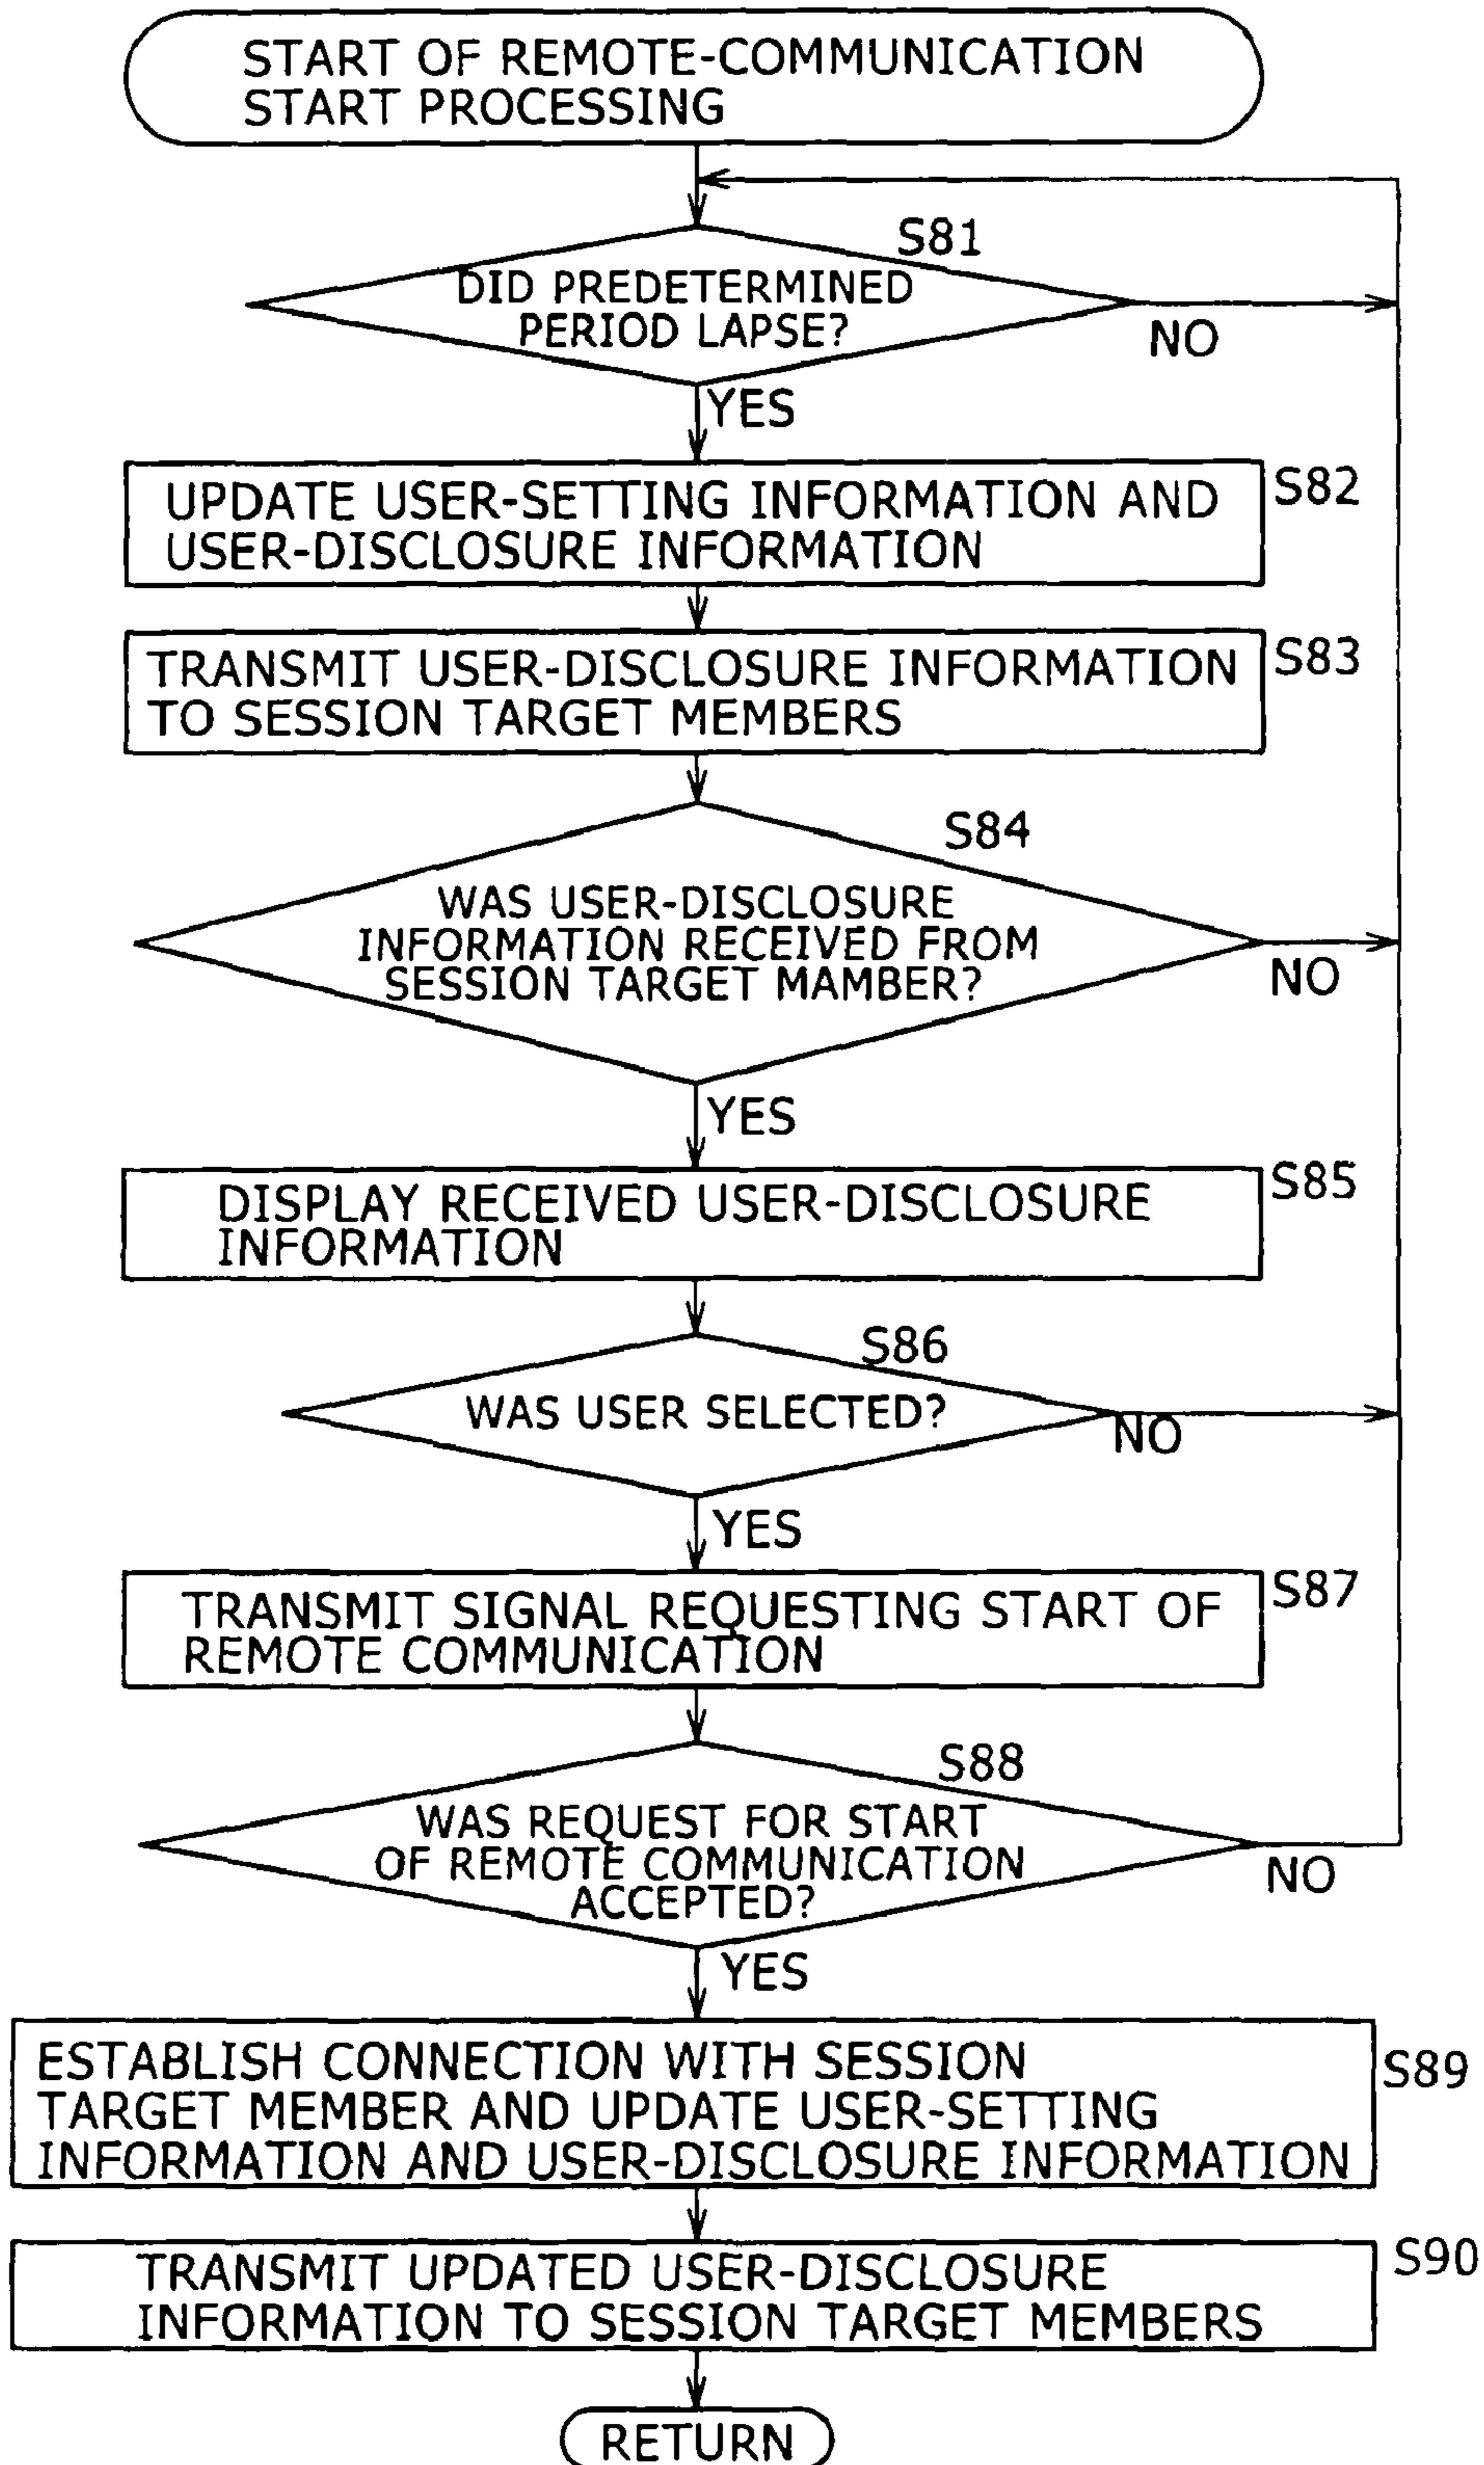 START OF REMOTE-COMMUNICATION
START PROCESSING
S81
DID PREDETERMINED
PERIOD LAPSE?
NO
YES
UPDATE USER-SETTING INFORMATION AND
USER-DISCLOSURE INFORMATION
S82
TRANSMIT USER-DISCLOSURE INFORMATION
TO SESSION TARGET MEMBERS
S83
S84
WAS USER-DISCLOSURE
INFORMATION RECEIVED FROM
SESSION TARGET MAMBER?
NO
YES
DISPLAY RECEIVED USER-DISCLOSURE
INFORMATION
S85
S86
WAS USER SELECTED?
NO
YES
TRANSMIT SIGNAL REQUESTING START OF
REMOTE COMMUNICATION
S87
S88
WAS REQUEST FOR START
OF REMOTE COMMUNICATION
ACCEPTED?
NO
YES
ESTABLISH CONNECTION WITH SESSION
TARGET MEMBER AND UPDATE USER-SETTING
INFORMATION AND USER-DISCLOSURE INFORMATION
S89
TRANSMIT UPDATED USER-DISCLOSURE
INFORMATION TO SESSION TARGET MEMBERS
S90
RETURN